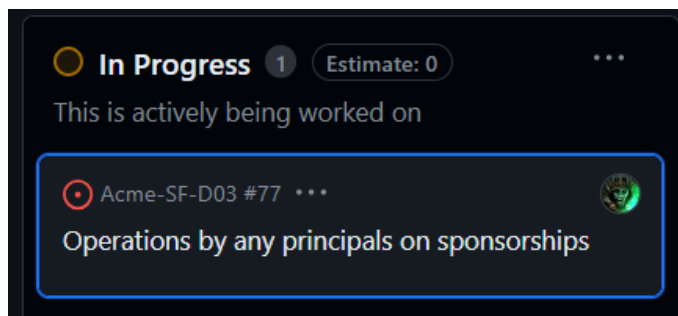 In Progress 1 Estimate: 0 ...
This is actively being worked on
Acme-SF-D03 #77 ...
Operations by any principals on sponsorships